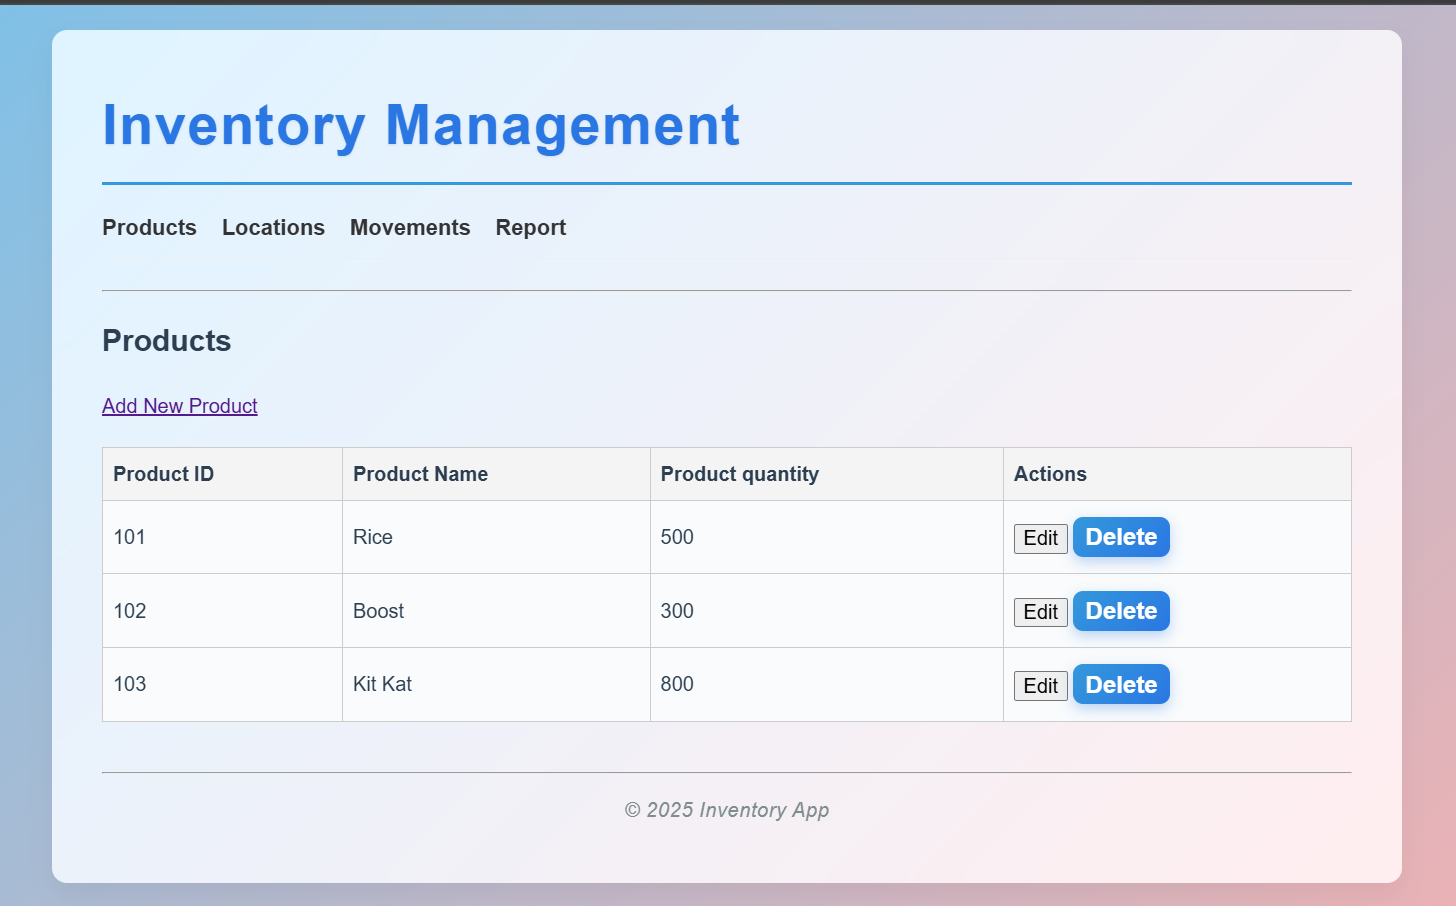 Inventory Management
Products Locations Movements Report
Products
Add New Product
Product ID Product Name Product quantity Actions
101 Rice 500 Edit Delete
102 Boost 300 Edit Delete
103 Kit Kat 800 Edit Delete
© 2025 Inventory App